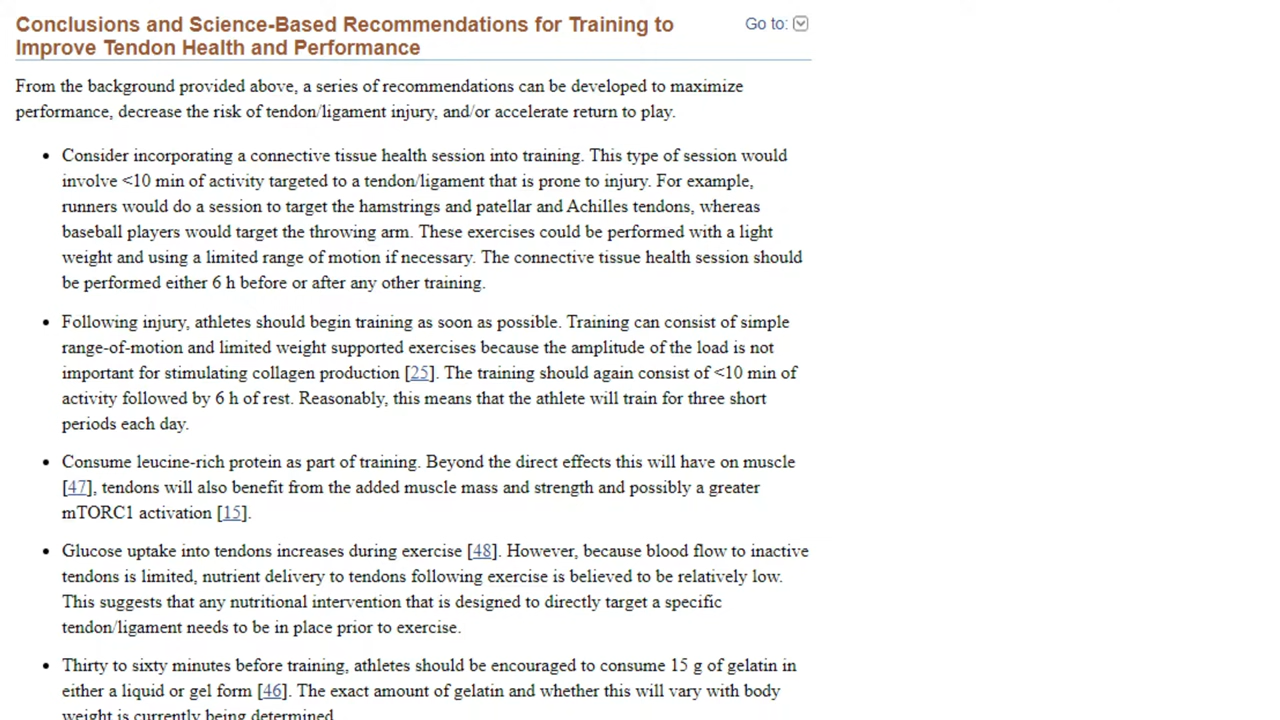 Conclusions and Science-Based Recommendations for Training to
Improve Tendon Health and Performance
Go to:
From the background provided above, a series of recommendations can be developed to maximize
performance, decrease the risk of tendon/ligament injury, and/or accelerate return to play.
• Consider incorporating a connective tissue health session into training. This type of session would
involve <10 min of activity targeted to a tendon/ligament that is prone to injury. For example,
runners would do a session to target the hamstrings and patellar and Achilles tendons, whereas
baseball players would target the throwing arm. These exercises could be performed with a light
weight and using a limited range of motion if necessary. The connective tissue health session should
be performed either 6 h before or after any other training.
• Following injury, athletes should begin training as soon as possible. Training can consist of simple
range-of-motion and limited weight supported exercises because the amplitude of the load is not
important for stimulating collagen production [25]. The training should again consist of <10 min of
activity followed by 6 h of rest. Reasonably, this means that the athlete will train for three short
periods each day.
• Consume leucine-rich protein as part of training. Beyond the direct effects this will have on muscle
[47], tendons will also benefit from the added muscle mass and strength and possibly a greater
mTORC1 activation [15].
• Glucose uptake into tendons increases during exercise [48]. However, because blood flow to inactive
tendons is limited, nutrient delivery to tendons following exercise is believed to be relatively low.
This suggests that any nutritional intervention that is designed to directly target a specific
tendon/ligament needs to be in place prior to exercise.
• Thirty to sixty minutes before training, athletes should be encouraged to consume 15 g of gelatin in
either a liquid or gel form [46]. The exact amount of gelatin and whether this will vary with body
weight is currently being determined